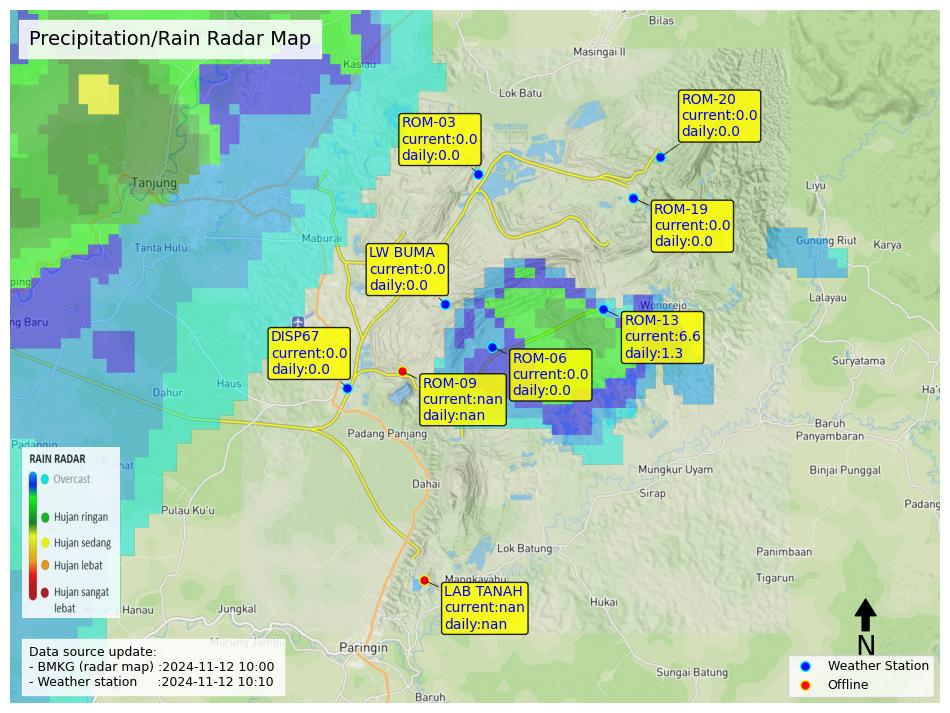 Precipitation/Rain Radar Map
Bilas
Masingai II
Kastau
Lok Batu
ROM-20
current:0.0
daily:0.0
ROM-03
current:0.0
daily:0.0
Tanjung
Liyu
ROM-19
current:0.0
daily:0.0
Maburai
Tanta Hulu
Gunung Riut
Karya
LW BUMA
current:0.0
daily:0.0
ping
Lalayau
Wonorejo
ng Baru
ROM-13
current:6.6
daily:1.3
DISP67
current:0.0
daily:0.0
ROM-06
current:0.0
daily:0.0
Suryatama
Haus
Dahur
Ha'u
ROM-09
current:nan
daily:nan
Padang Panjang
Baruh
Panyambaran
Padangin
RAIN RADAR
Overcast
Hujan ringan
Hujan sedang
Hujan lebat
Hujan sangat
lebat
Mungkur Uyam
Binjai Punggal
Dahai
Sirap
Padang
Pulau Ku'u
Lok Batung
Panimbaan
Tigarun
Mangkayahu
LAB TANAH
current:nan
daily:nan
Hukai
Hanau
Jungkal
Murung Jambu
Paringin
N
Data source update:
- BMKG (radar map) :2024-11-12 10:00
- Weather station :2024-11-12 10:10
Sungai Batung
Weather Station
Offline
Baruh